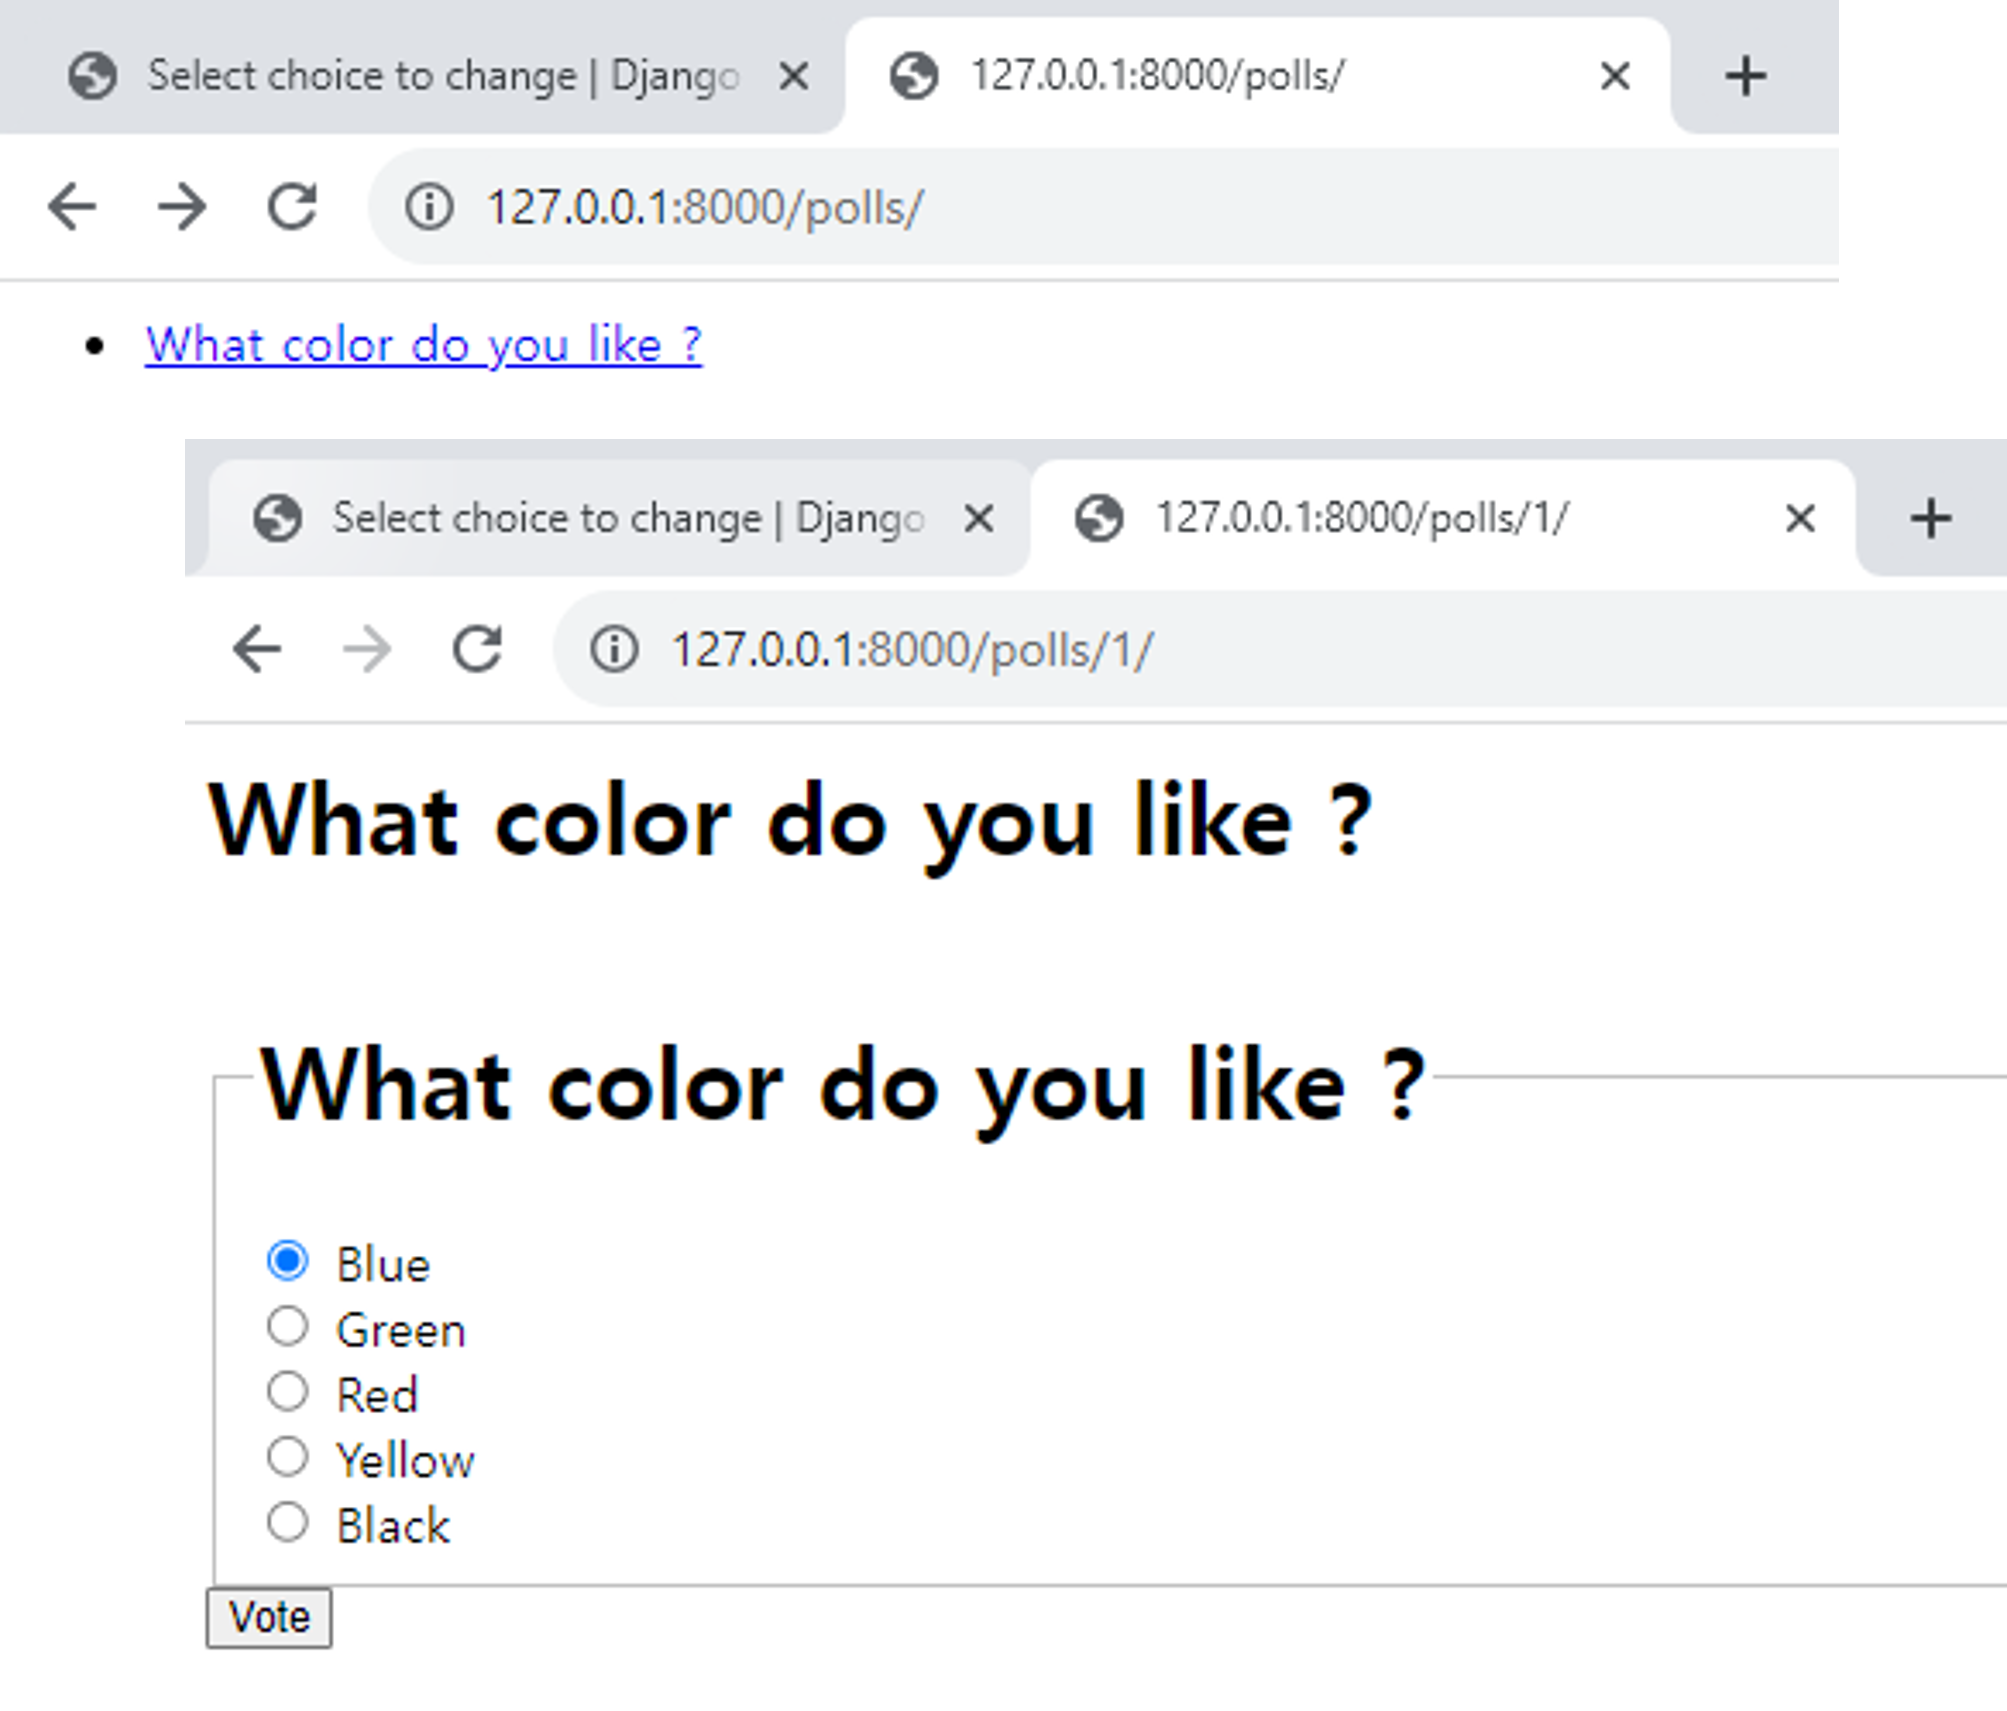 Select choice to change | Django
127.0.0.1:8000/polls/
127.0.0.1:8000/polls/
What color do you like ?
Select choice to change | Django
127.0.0.1:8000/polls/1/
127.0.0.1:8000/polls/1/
What color do you like ?
What color do you like ?
Blue
Green
Red
Yellow
Black
Vote